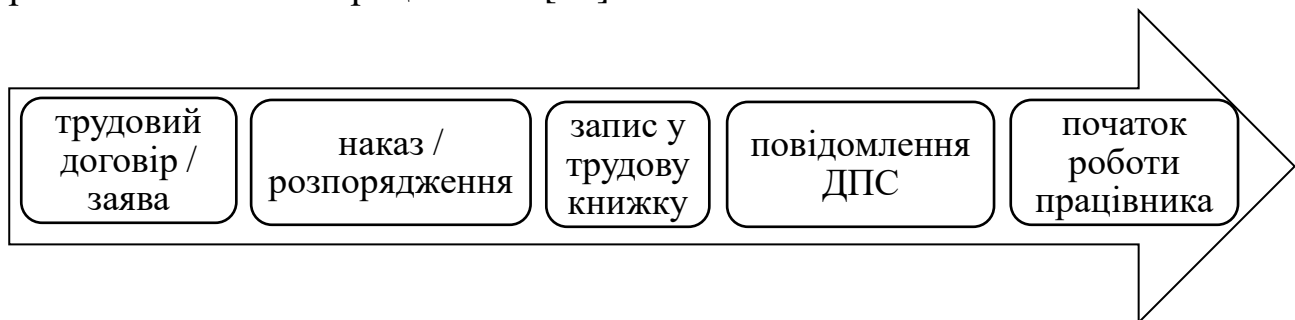 трудовий
договір /
заява
наказ /
розпорядження
запис у
трудову
книжку
повідомлення
ДПС
початок
роботи
працівника